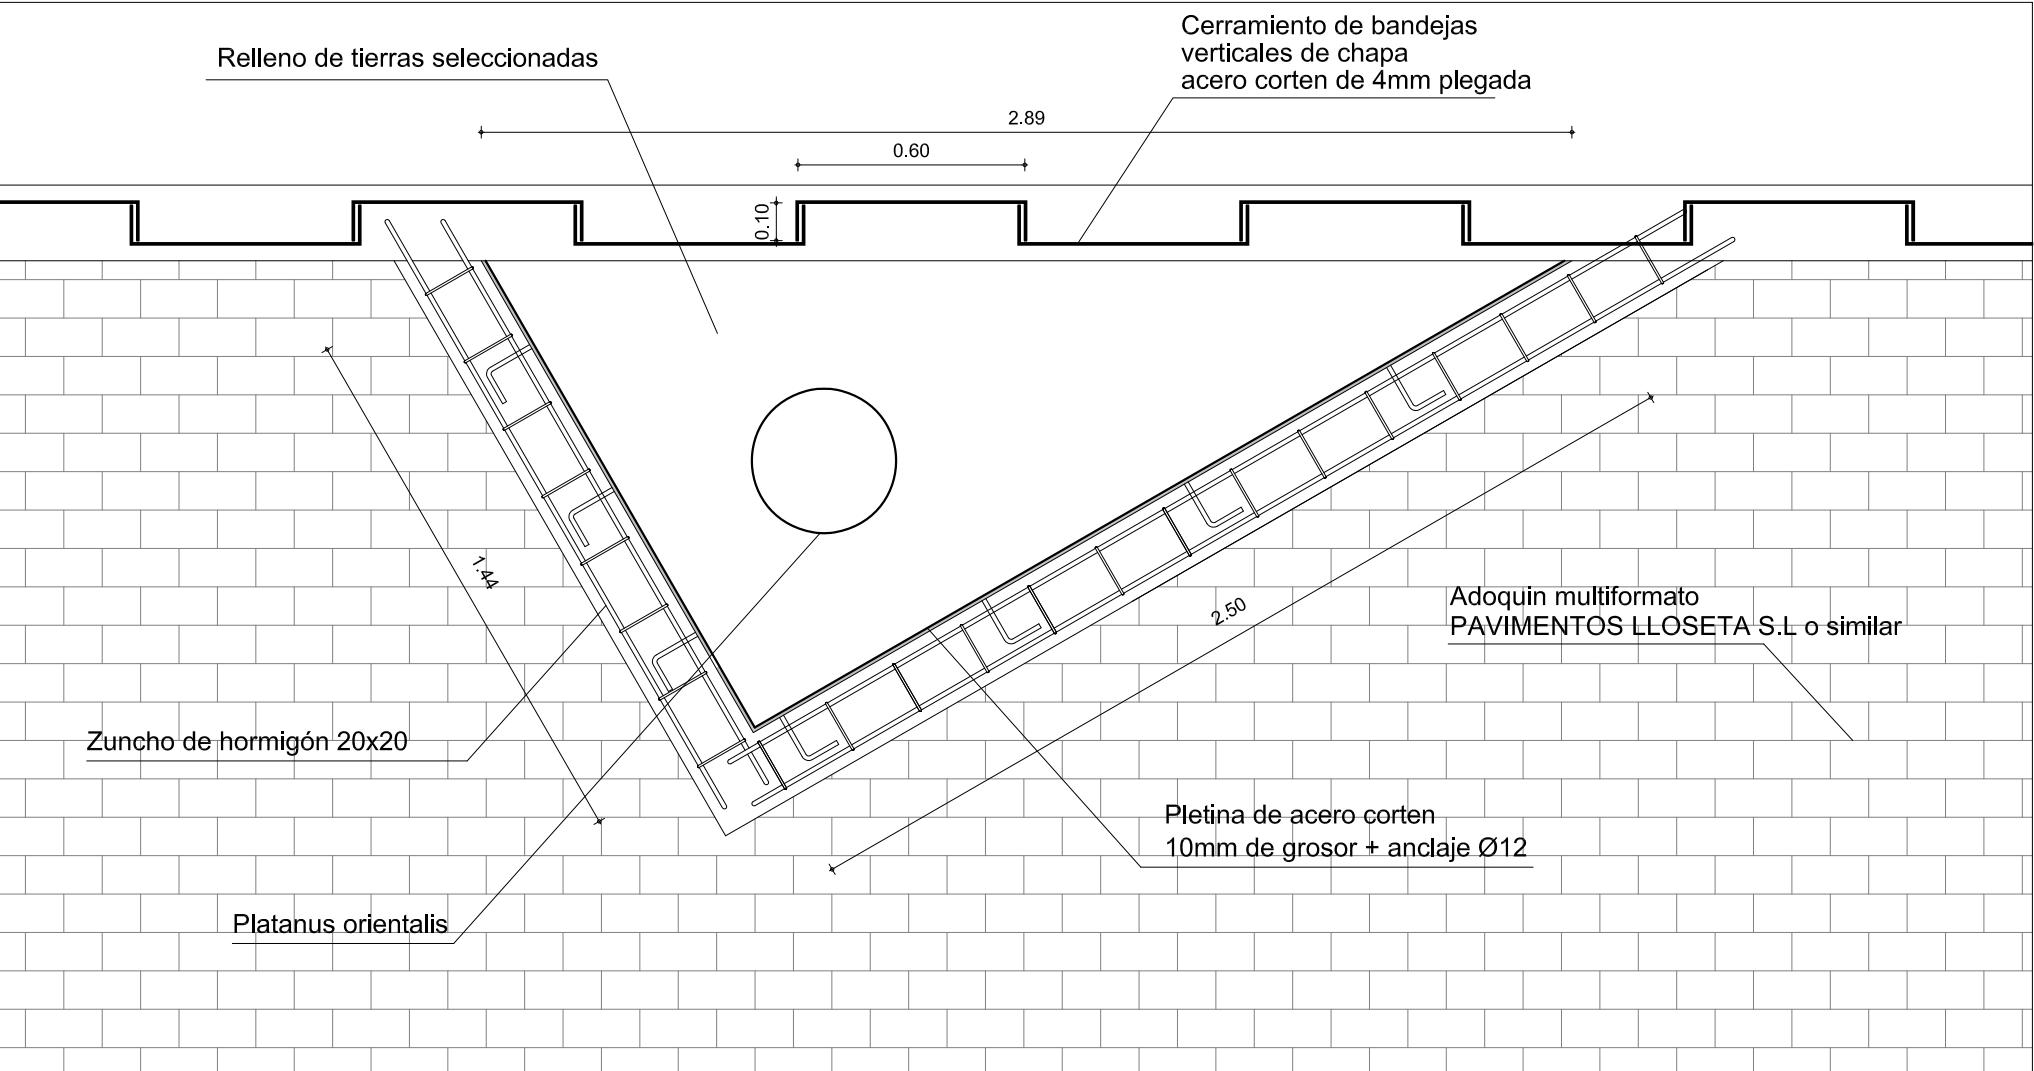 Cerramiento de bandejas
verticales de chapa
acero corten de 4mm plegada
Relleno de tierras seleccionadas
2.89
0.60
0.10
1.44
2.50
Adoquin multiformato
PAVIMENTOS LLOSETA S.L o similar
Zuncho de hormigón 20x20
Pletina de acero corten
10mm de grosor + anclaje Ø12
Platanus orientalis